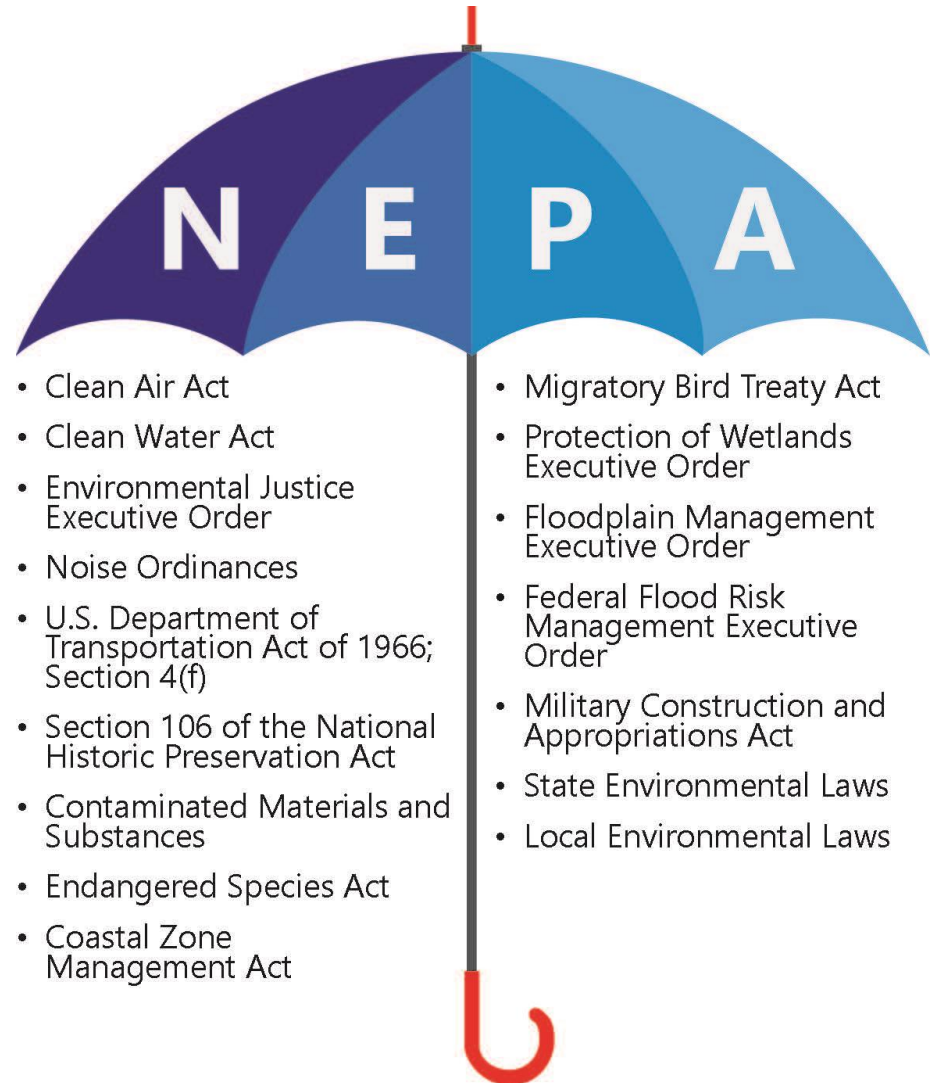 N E P A
• Clean Air Act
• Clean Water Act
• Environmental Justice
Executive Order
• Noise Ordinances
• U.S. Department of
Transportation Act of 1966;
Section 4(f)
• Section 106 of the National
Historic Preservation Act
• Contaminated Materials and
Substances
• Endangered Species Act
• Coastal Zone
Management Act
• Migratory Bird Treaty Act
• Protection of Wetlands
Executive Order
• Floodplain Management
Executive Order
• Federal Flood Risk
Management Executive
Order
• Military Construction and
Appropriations Act
• State Environmental Laws
• Local Environmental Laws